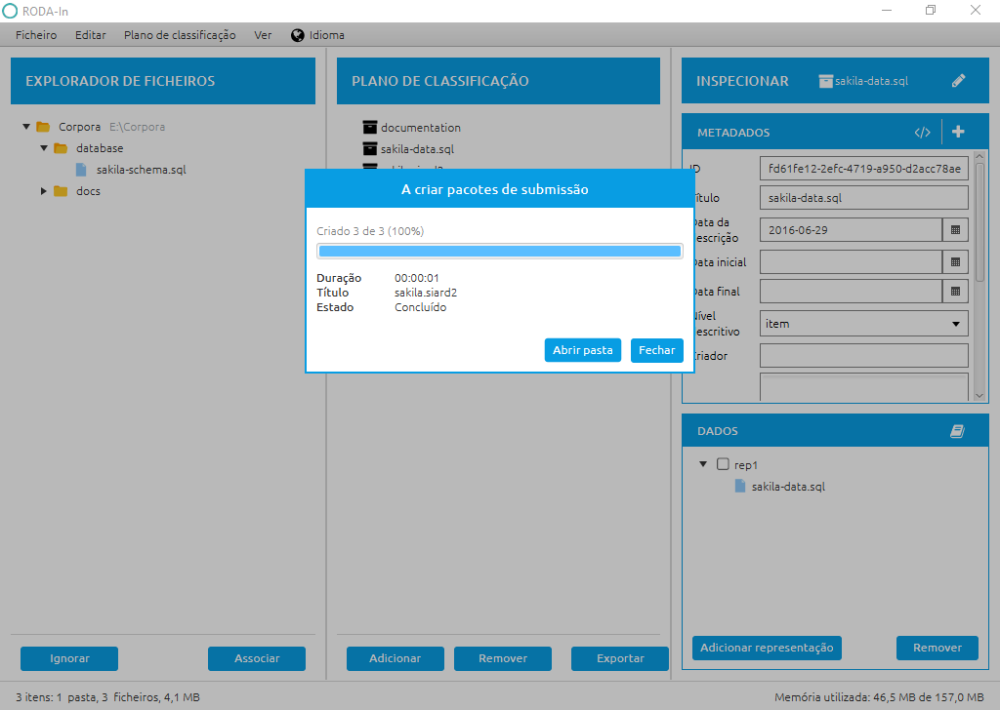 RODA-In
Ficheiro Editar Plano de classificação Ver Idioma
EXPLORADOR DE FICHEIROS
Corpora E:\Corpora
database
sakila-schema.sql
docs
Ignorar Associar
PLANO DE CLASSIFICAÇÃO
documentation
sakila-data.sql
Adicionar Remover Exportar
A criar pacotes de submissão
Criado 3 de 3 (100%)
Duração 00:00:01
Título sakila.siard2
Estado Concluído
Abrir pasta Fechar
INSPECIONAR sakila-data.sql
METADADOS </>
ID fd61fe12-2efc-4719-a950-d2acc78ae
ítulo sakila-data.sql
Data da
escrição 2016-06-29
Data inicial
Data final
Nível
escritivo item
Criador
DADOS
rep1
sakila-data.sql
Adicionar representação Remover
3 itens: 1 pasta, 3 ficheiros, 4,1 MB
Memória utilizada: 46,5 MB de 157,0 MB